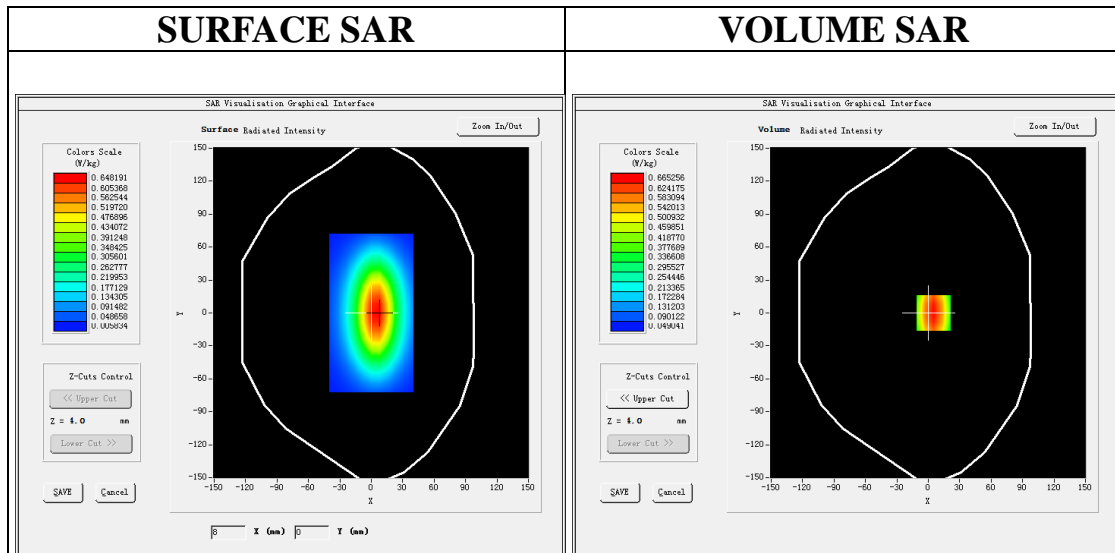 SURFACE SAR
VOLUME SAR
SAR Visualisation Graphical Interface
Surface Radiated Intensity
Zoom In/Out
Colors Scale
(W/kg)
0.648191
0.605368
0.562544
0.519720
0.476896
0.434072
0.391248
0.348425
0.305601
0.262777
0.219953
0.177129
0.134305
0.091482
0.048658
0.005834
150
120
90
60
30
0
-30
-60
-90
-120
-150
Y
-150 -120 -90 -60 -30 0 30 60 90 120 150
X
Z-Cuts Control
<< Upper Cut
Z = 4.0 mm
Lower Cut >>
SAVE
Cancel
8 X (mm) 0 Y (mm)
SAR Visualisation Graphical Interface
Volume Radiated Intensity
Zoom In/Out
Colors Scale
(W/kg)
0.665256
0.624175
0.583094
0.542013
0.500932
0.459851
0.418770
0.377689
0.336608
0.295527
0.254446
0.213365
0.172284
0.131203
0.090122
0.049041
150
120
90
60
30
0
-30
-60
-90
-120
-150
Y
-150 -120 -90 -60 -30 0 30 60 90 120 150
X
Z-Cuts Control
<< Upper Cut
Z = 4.0 mm
Lower Cut >>
SAVE
Cancel